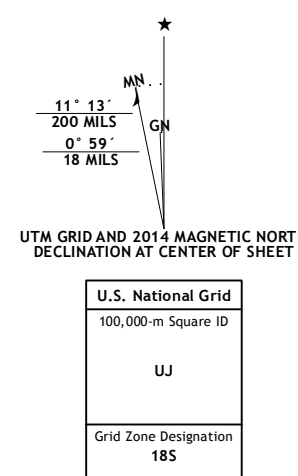 MN
11° 13´
200 MILS
GN
0° 59´
18 MILS
UTM GRID AND 2014 MAGNETIC NORT
DECLINATION AT CENTER OF SHEET
U.S. National Grid
100,000-m Square ID
UJ
Grid Zone Designation
18S